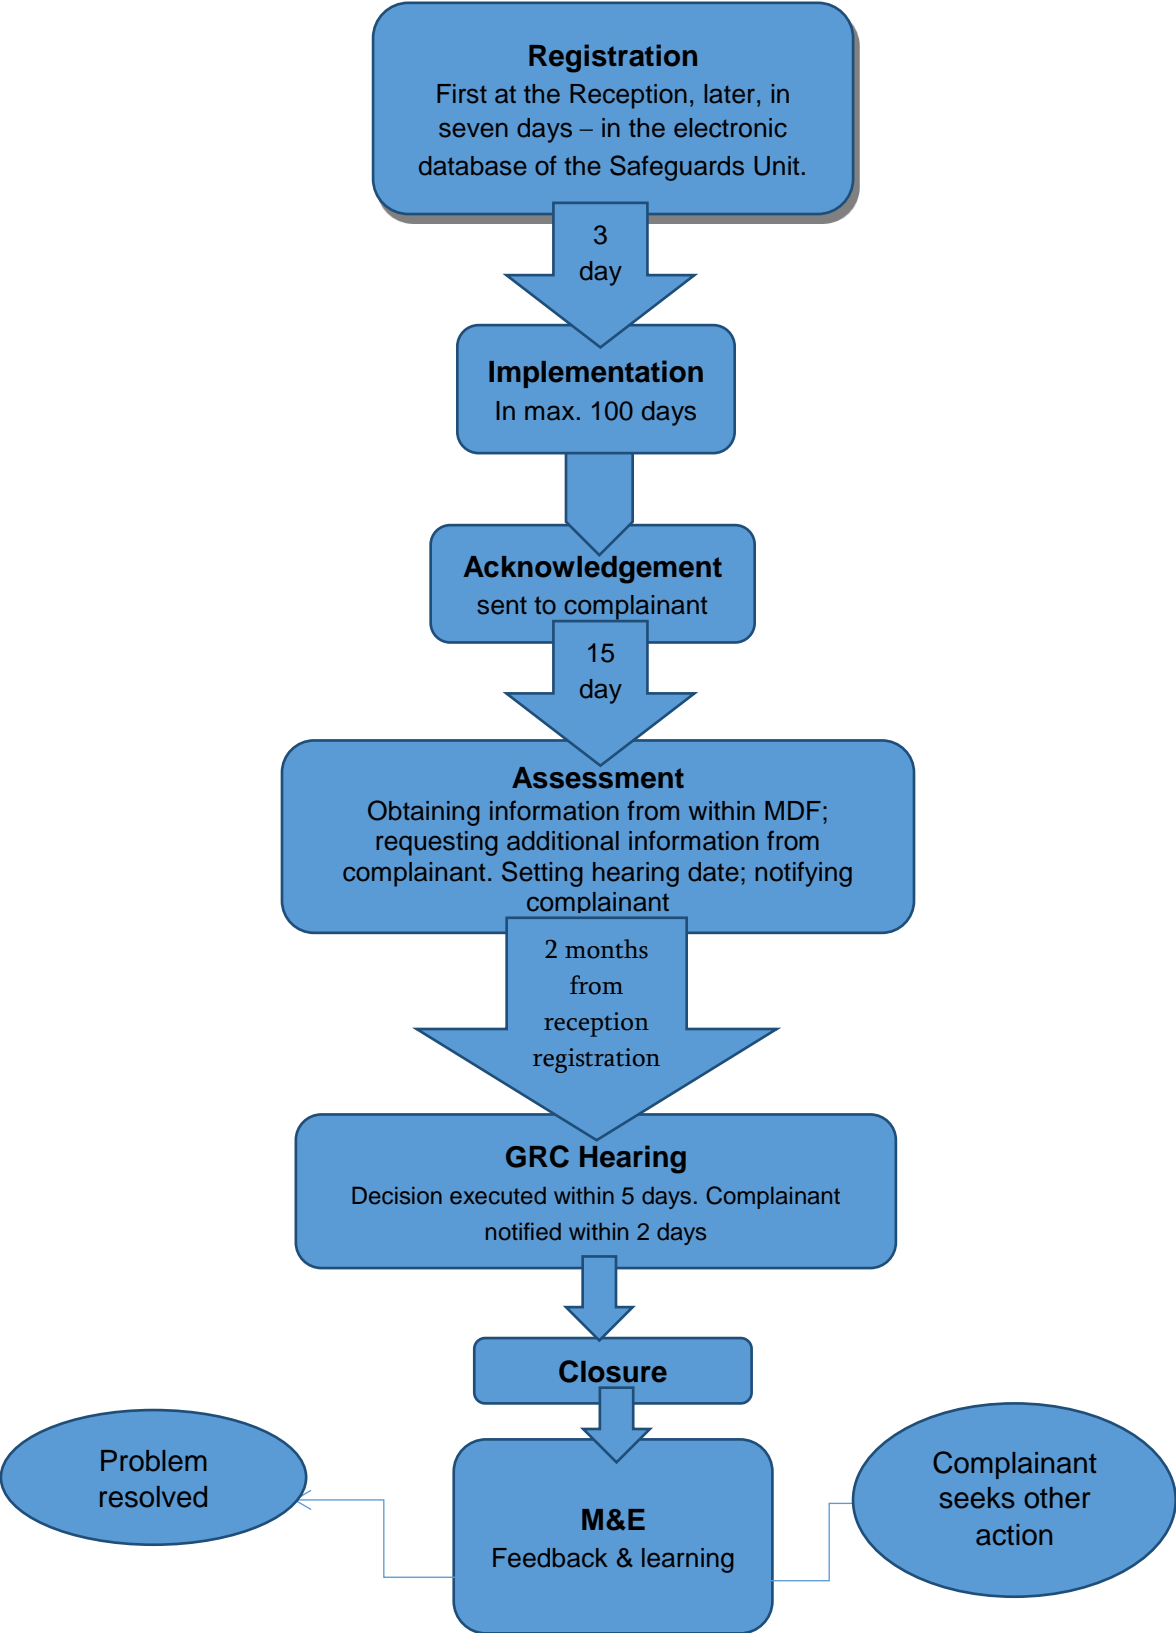 Registration
First at the Reception, later, in
seven days – in the electronic
database of the Safeguards Unit.
3
day
Implementation
In max. 100 days
Acknowledgement
sent to complainant
15
day
Assessment
Obtaining information from within MDF;
requesting additional information from
complainant. Setting hearing date; notifying
complainant
2 months
from
reception
registration
GRC Hearing
Decision executed within 5 days. Complainant
notified within 2 days
Closure
Problem
resolved
M&E
Feedback & learning
Complainant
seeks other
action